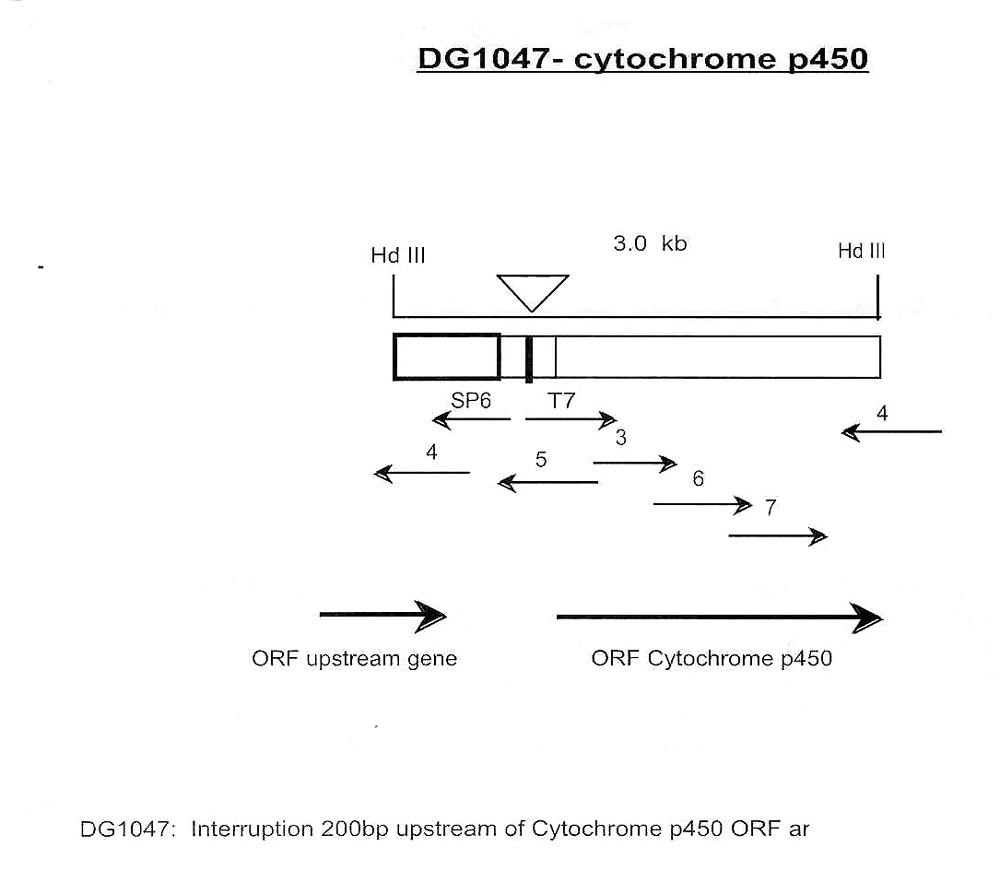 DG1047- cytochrome p450
3.0 kb
Hd III
Hd III
SP6
T7
4
3
4
5
6
7
ORF upstream gene
ORF Cytochrome p450
DG1047: Interruption 200bp upstream of Cytochrome p450 ORF ar